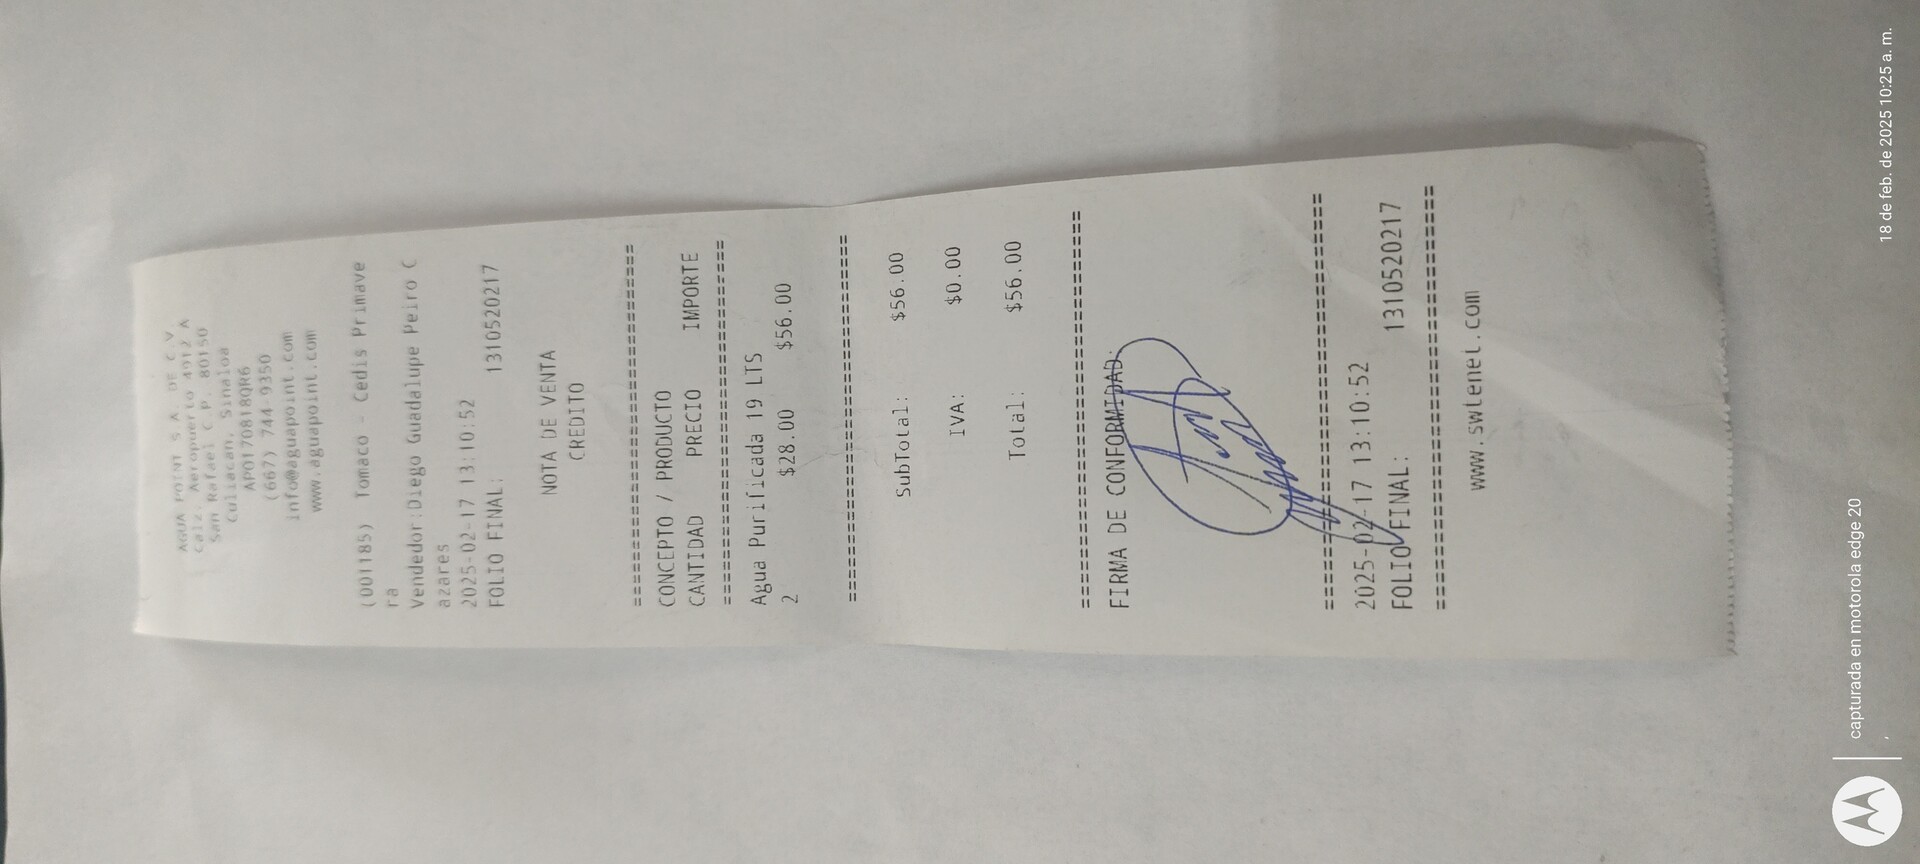 AGUA POINT S.A. DE C.V.
Calz. Aeropuerto 4912 A
San Rafael C.P. 80150
Culiacan, Sinaloa
APO170818QR6
(667) 744-9350
info@aguapoint.com
www.aguapoint.com
(001185) Tomaco - Cedis Primave
ra
Vendedor:Diego Guadalupe Peiro C
azares
2025-02-17 13:10:52
FOLIO FINAL: 1310520217
NOTA DE VENTA
CREDITO
================================
CONCEPTO / PRODUCTO
CANTIDAD PRECIO IMPORTE
================================
Agua Purificada 19 LTS
2 $28.00 $56.00
================================
SubTotal: $56.00
IVA: $0.00
Total: $56.00
================================
FIRMA DE CONFORMIDAD:
================================
2025-02-17 13:10:52
FOLIO FINAL: 1310520217
================================
www.swtenet.com
capturada en motorola edge 20
18 de feb. de 2025 10:25 a. m.